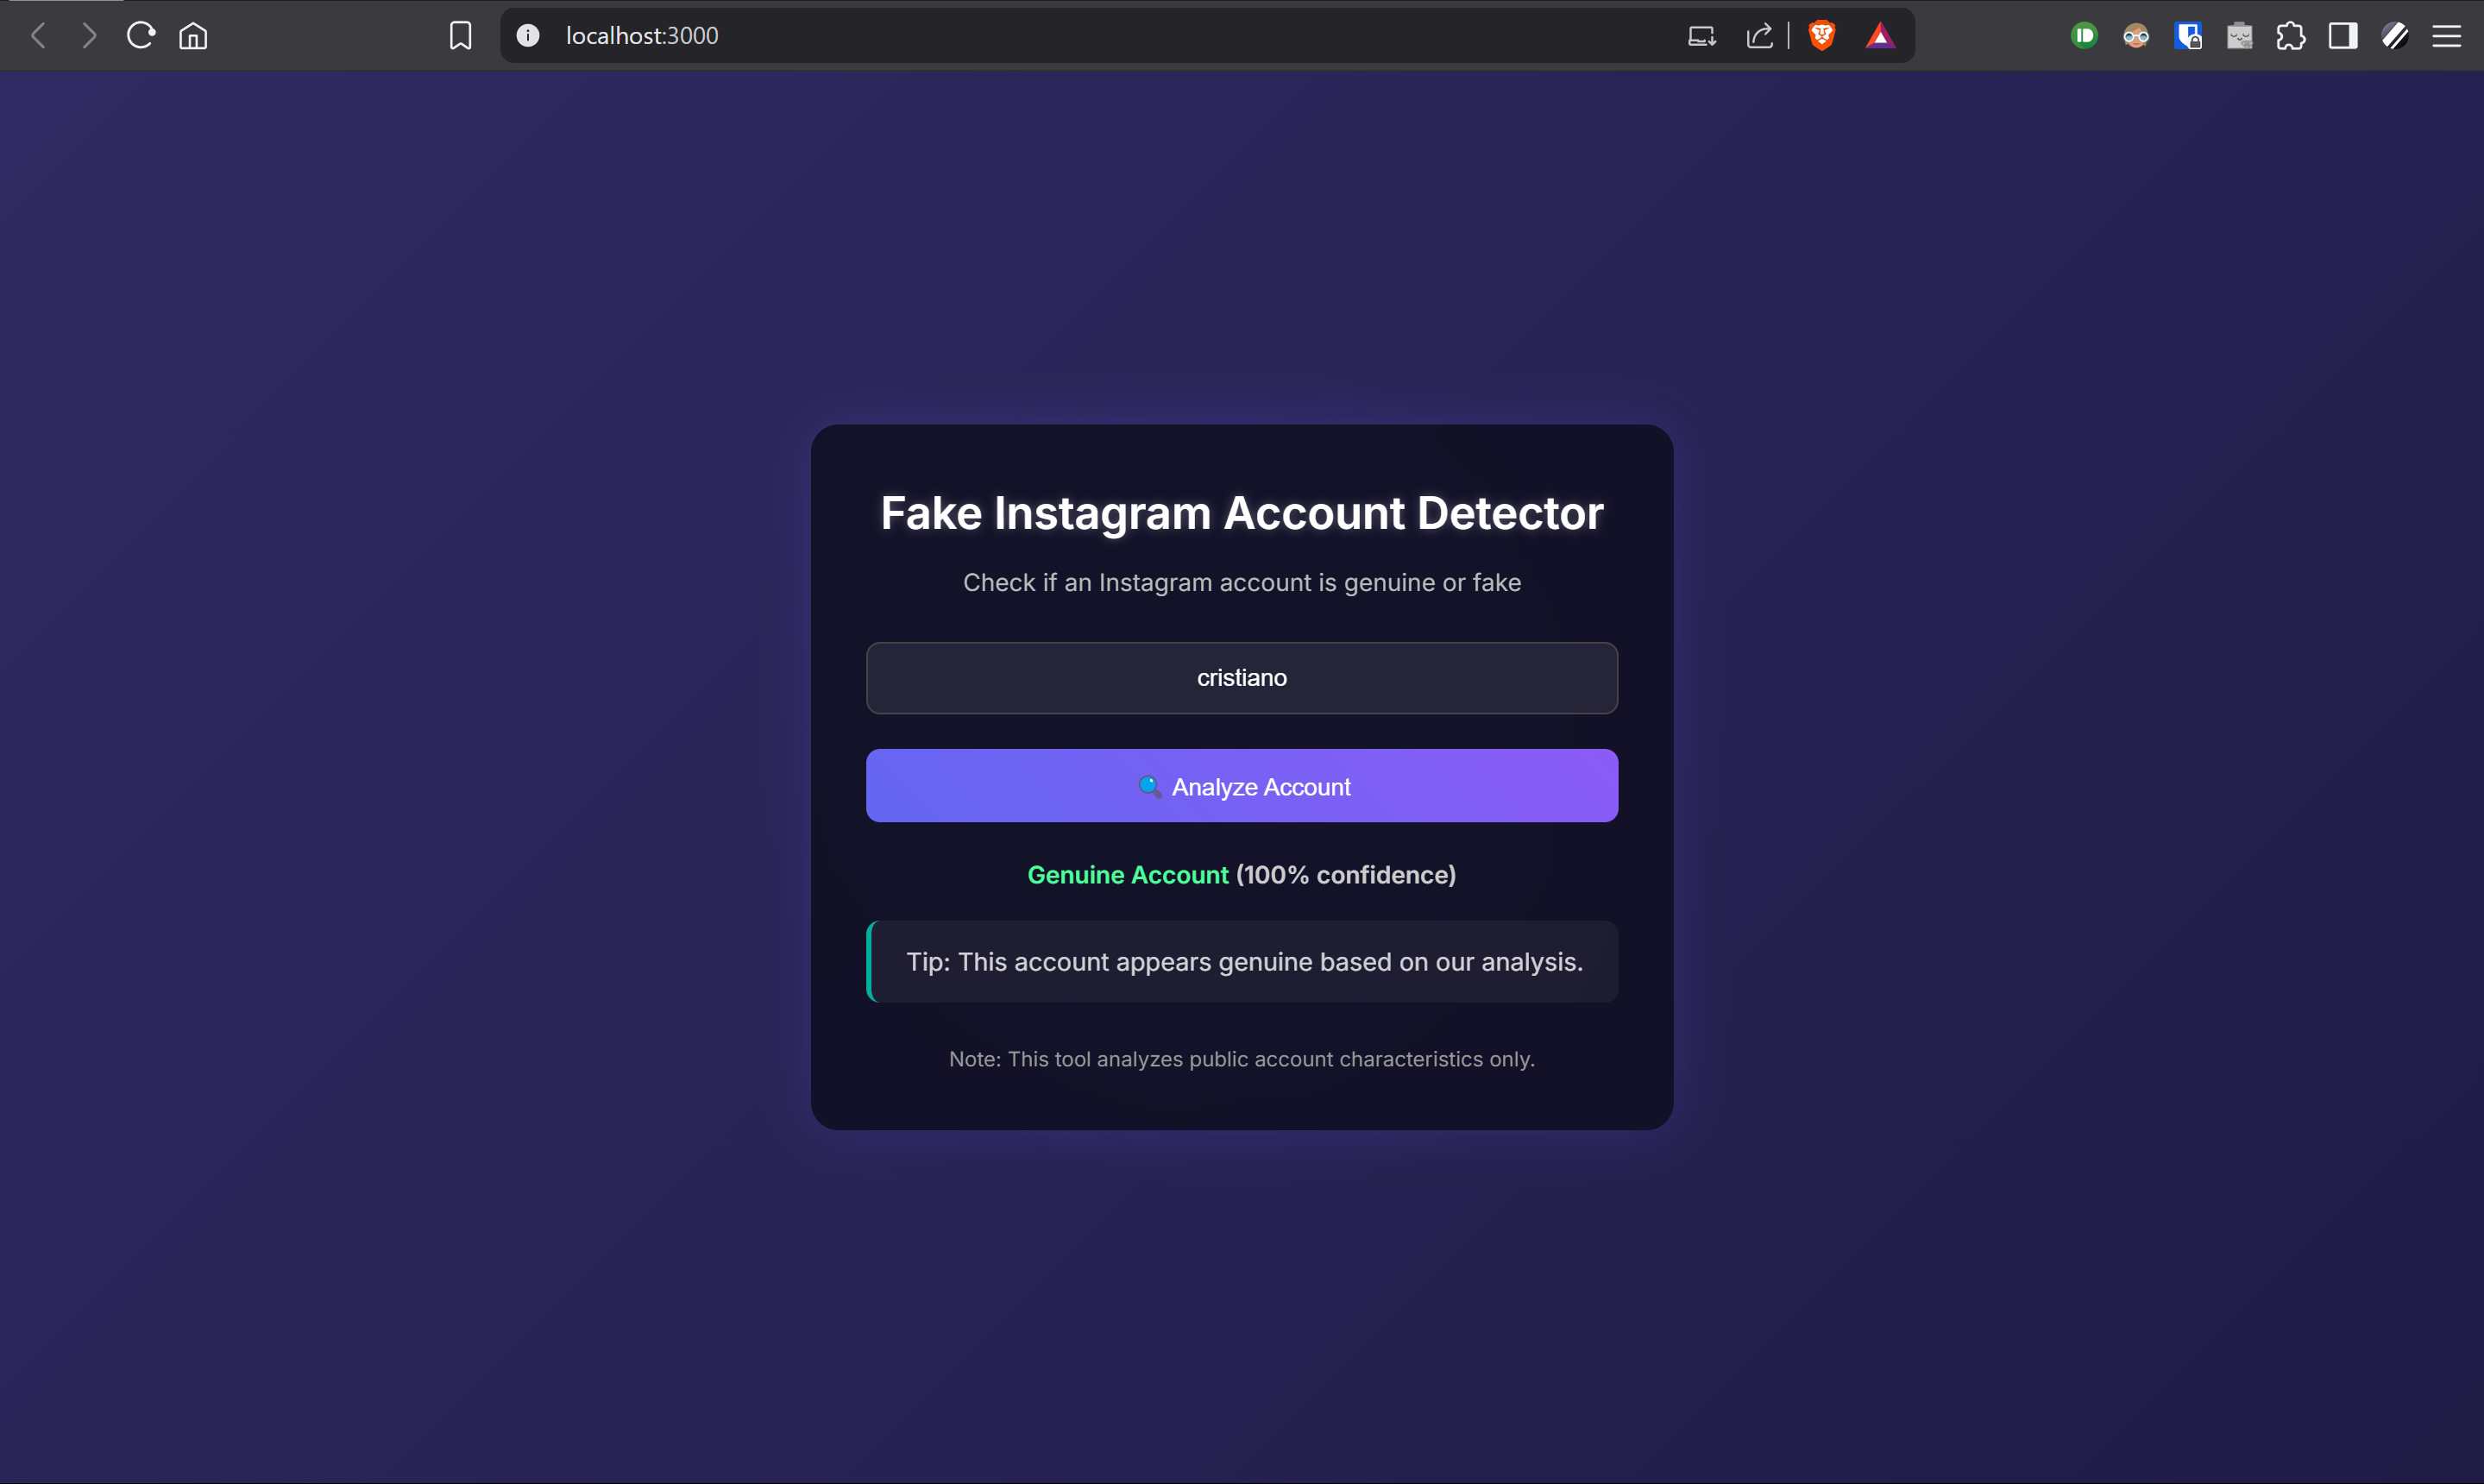 localhost:3000
Fake Instagram Account Detector
Check if an Instagram account is genuine or fake
cristiano
🔍 Analyze Account
Genuine Account (100% confidence)
Tip: This account appears genuine based on our analysis.
Note: This tool analyzes public account characteristics only.